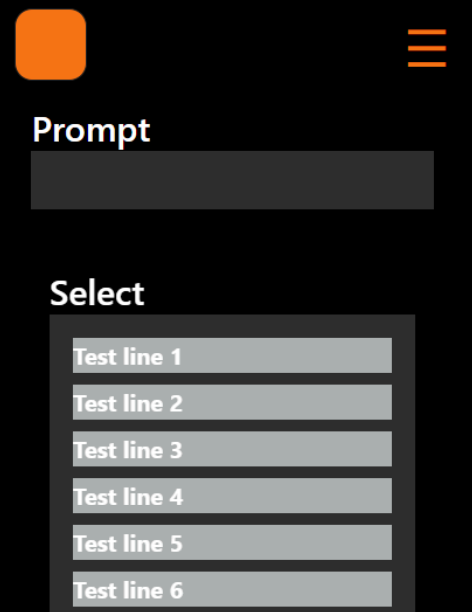 Prompt
Select
Test line 1
Test line 2
Test line 3
Test line 4
Test line 5
Test line 6